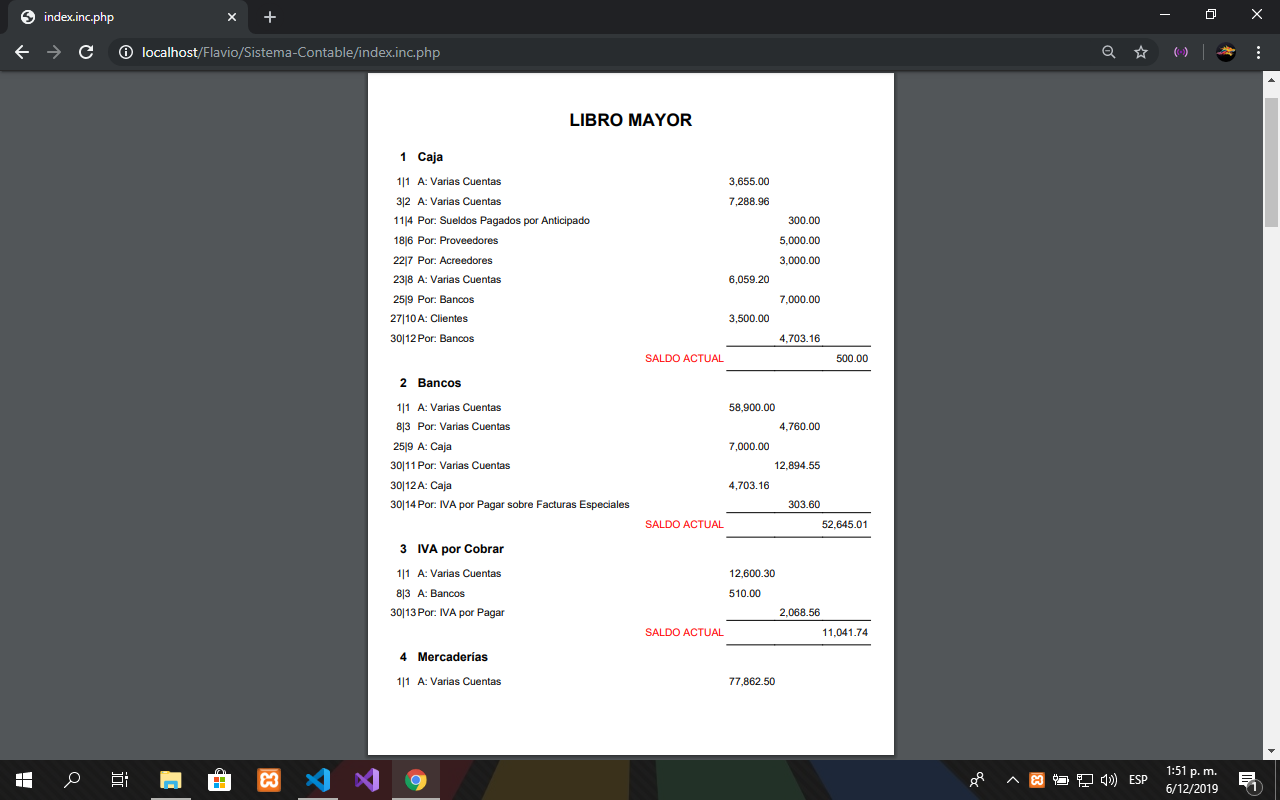 index.inc.php
localhost/Flavio/Sistema-Contable/index.inc.php
LIBRO MAYOR
1 Caja
1|1 A: Varias Cuentas 3,655.00
3|2 A: Varias Cuentas 7,288.96
11|4 Por: Sueldos Pagados por Anticipado 300.00
18|6 Por: Proveedores 5,000.00
22|7 Por: Acreedores 3,000.00
23|8 A: Varias Cuentas 6,059.20
25|9 Por: Bancos 7,000.00
27|10 A: Clientes 3,500.00
30|12 Por: Bancos 4,703.16
SALDO ACTUAL 500.00
2 Bancos
1|1 A: Varias Cuentas 58,900.00
8|3 Por: Varias Cuentas 4,760.00
25|9 A: Caja 7,000.00
30|11 Por: Varias Cuentas 12,894.55
30|12 A: Caja 4,703.16
30|14 Por: IVA por Pagar sobre Facturas Especiales 303.60
SALDO ACTUAL 52,645.01
3 IVA por Cobrar
1|1 A: Varias Cuentas 12,600.30
8|3 A: Bancos 510.00
30|13 Por: IVA por Pagar 2,068.56
SALDO ACTUAL 11,041.74
4 Mercaderías
1|1 A: Varias Cuentas 77,862.50
ESP
1:51 p. m.
6/12/2019
1